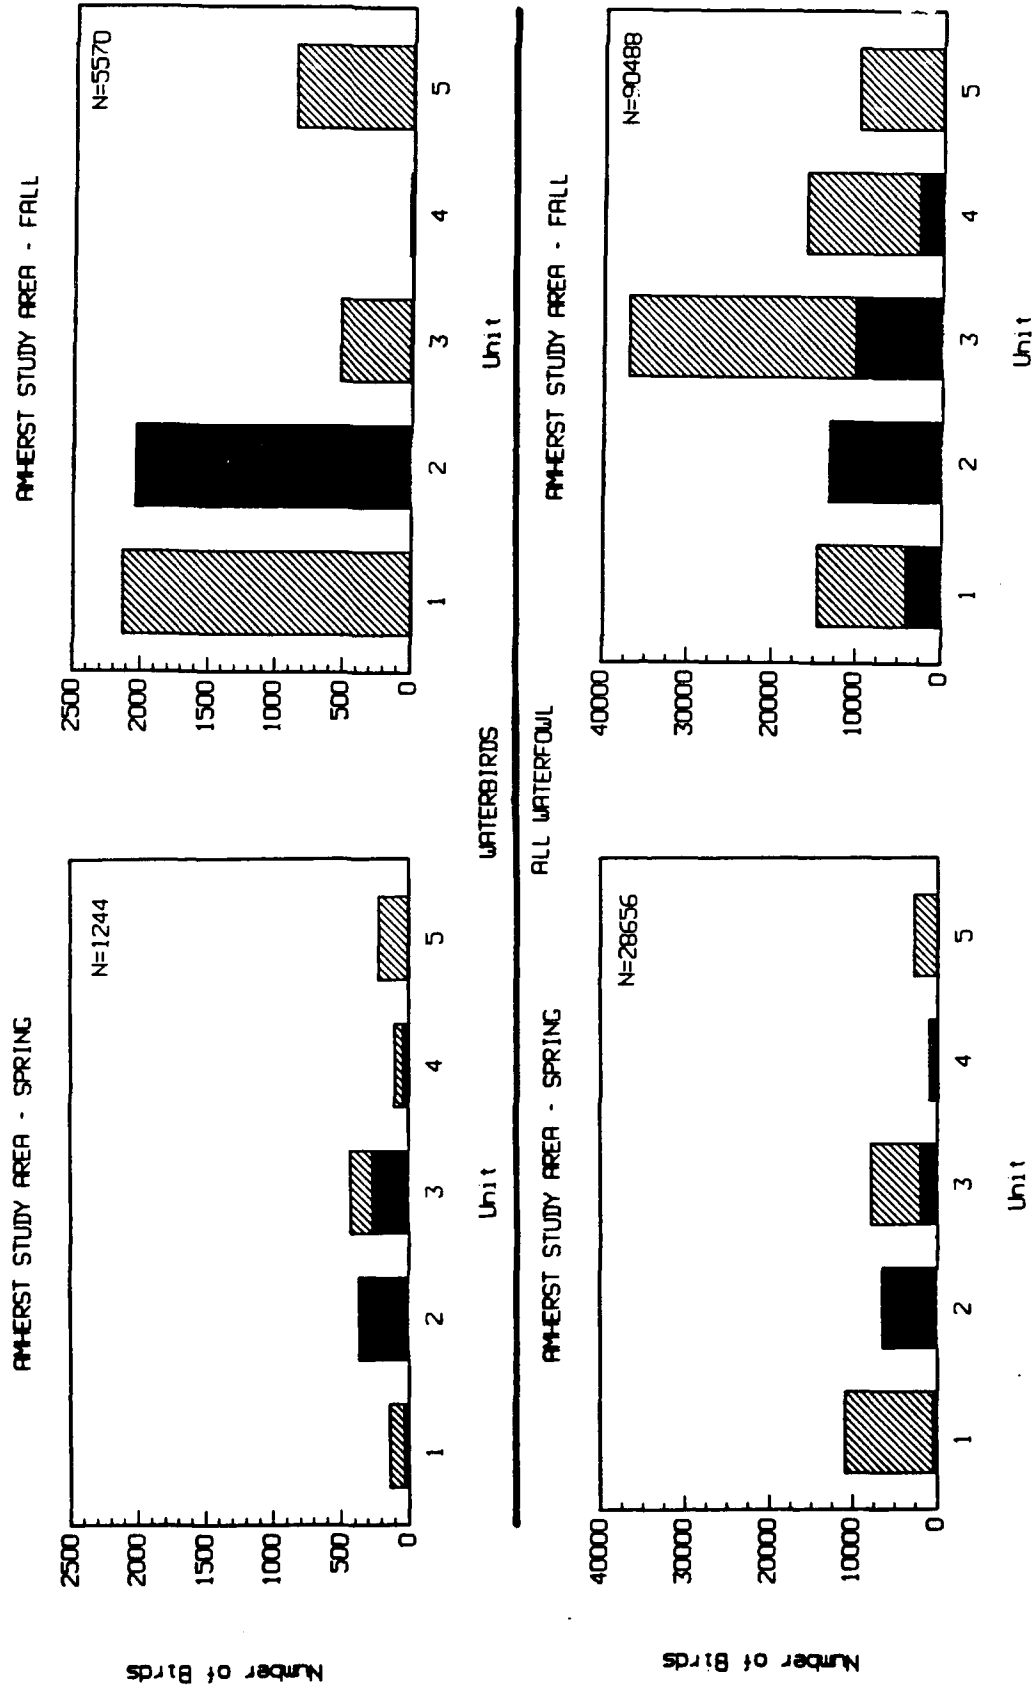 AMHERST STUDY AREA - SPRING
N=1244
2500
2000
1500
1000
500
0
1 2 3 4 5
Unit
Number of Birds
AMHERST STUDY AREA - FALL
N=5570
2500
2000
1500
1000
500
0
1 2 3 4 5
Unit
WATERBIRDS
ALL WATERFOWL
AMHERST STUDY AREA - SPRING
N=28656
40000
30000
20000
10000
0
1 2 3 4 5
Unit
Number of Birds
AMHERST STUDY AREA - FALL
N=90488
40000
30000
20000
10000
0
1 2 3 4 5
Unit